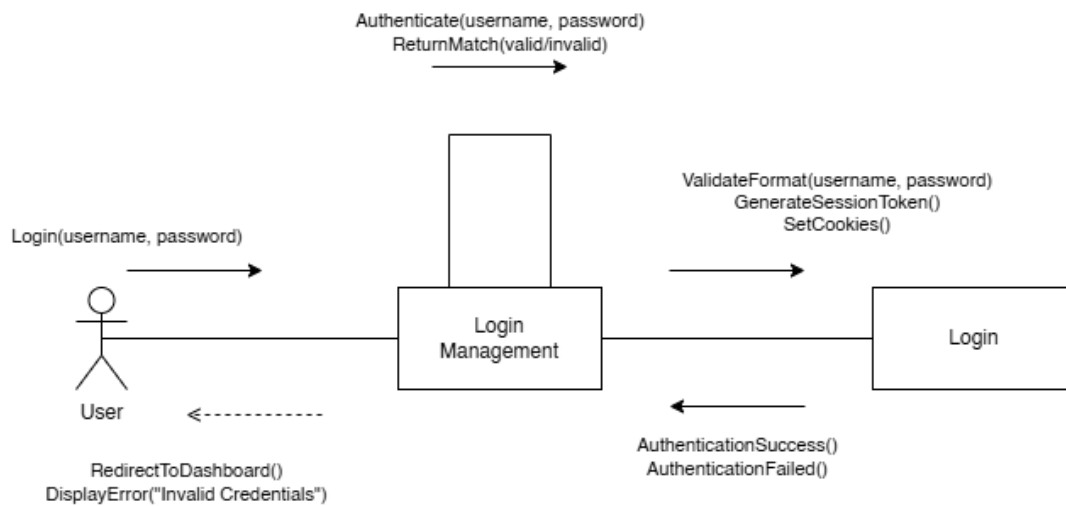 Authenticate(username, password)
ReturnMatch(valid/invalid)
ValidateFormat(username, password)
GenerateSessionToken()
SetCookies()
Login(username, password)
Login
Management
Login
User
AuthenticationSuccess()
AuthenticationFailed()
RedirectToDashboard()
DisplayError("Invalid Credentials")